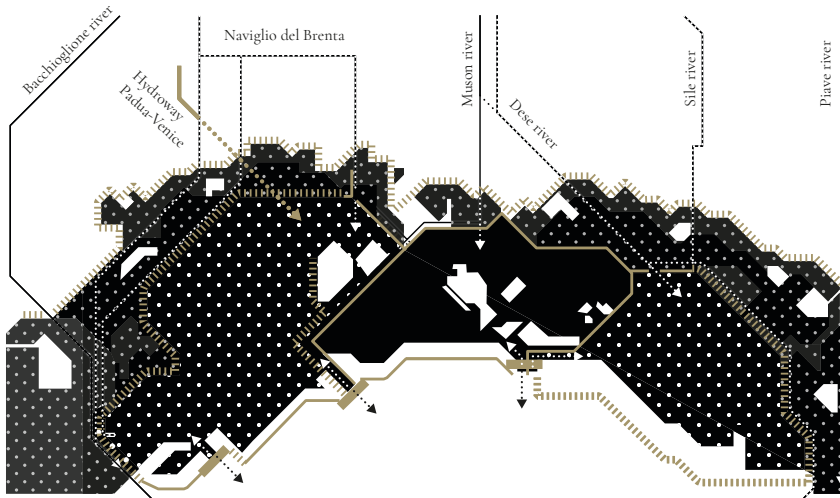 Bacchiglione river
Naviglio del Brenta
Hydroway
Padua-Venice
Muson river
Dese river
Sile river
Piave river